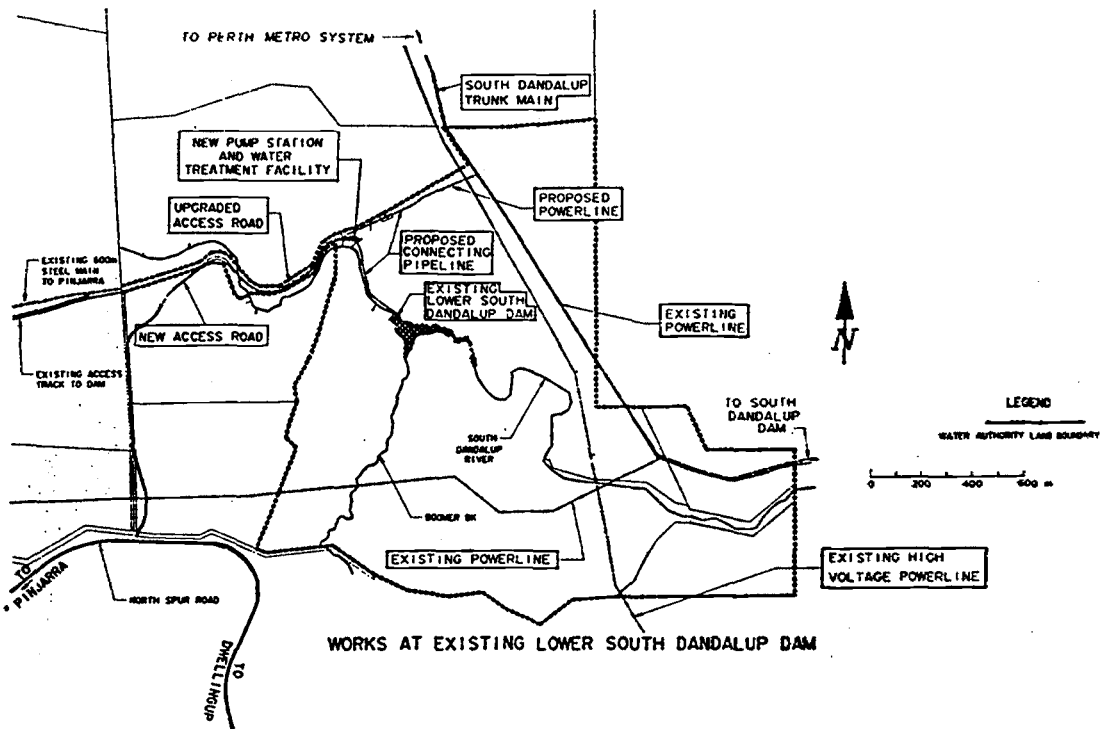 TO PERTH METRO SYSTEM
SOUTH DANDALUP
TRUNK MAIN
NEW PUMP STATION
AND WATER
TREATMENT FACILITY
UPGRADED
ACCESS ROAD
PROPOSED
POWERLINE
PROPOSED
CONNECTING
PIPELINE
EXISTING 600m
STEEL MAIN
TO PINJARRA
EXISTING
LOWER SOUTH
DANDALUP DAM
EXISTING
POWERLINE
N
NEW ACCESS ROAD
EXISTING ACCESS
TRACK TO DAM
TO SOUTH
DANDALUP
DAM
LEGEND
WATER AUTHORITY LAND BOUNDARY
SOUTH
DANDALUP
RIVER
0 200 400 600 m
BOOMER BK
EXISTING POWERLINE
EXISTING HIGH
VOLTAGE POWERLINE
TO
PINJARRA
NORTH SPUR ROAD
WORKS AT EXISTING LOWER SOUTH DANDALUP DAM
TO
DWELLINGUP